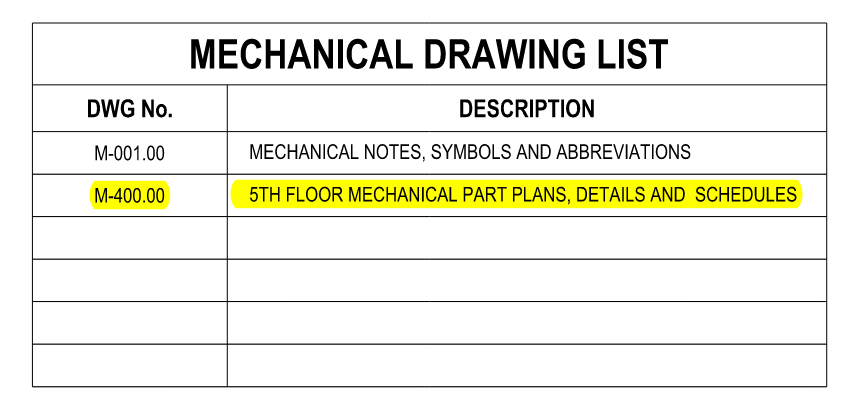 MECHANICAL DRAWING LIST
DWG No. DESCRIPTION
M-001.00 MECHANICAL NOTES, SYMBOLS AND ABBREVIATIONS
M-400.00 5TH FLOOR MECHANICAL PART PLANS, DETAILS AND SCHEDULES